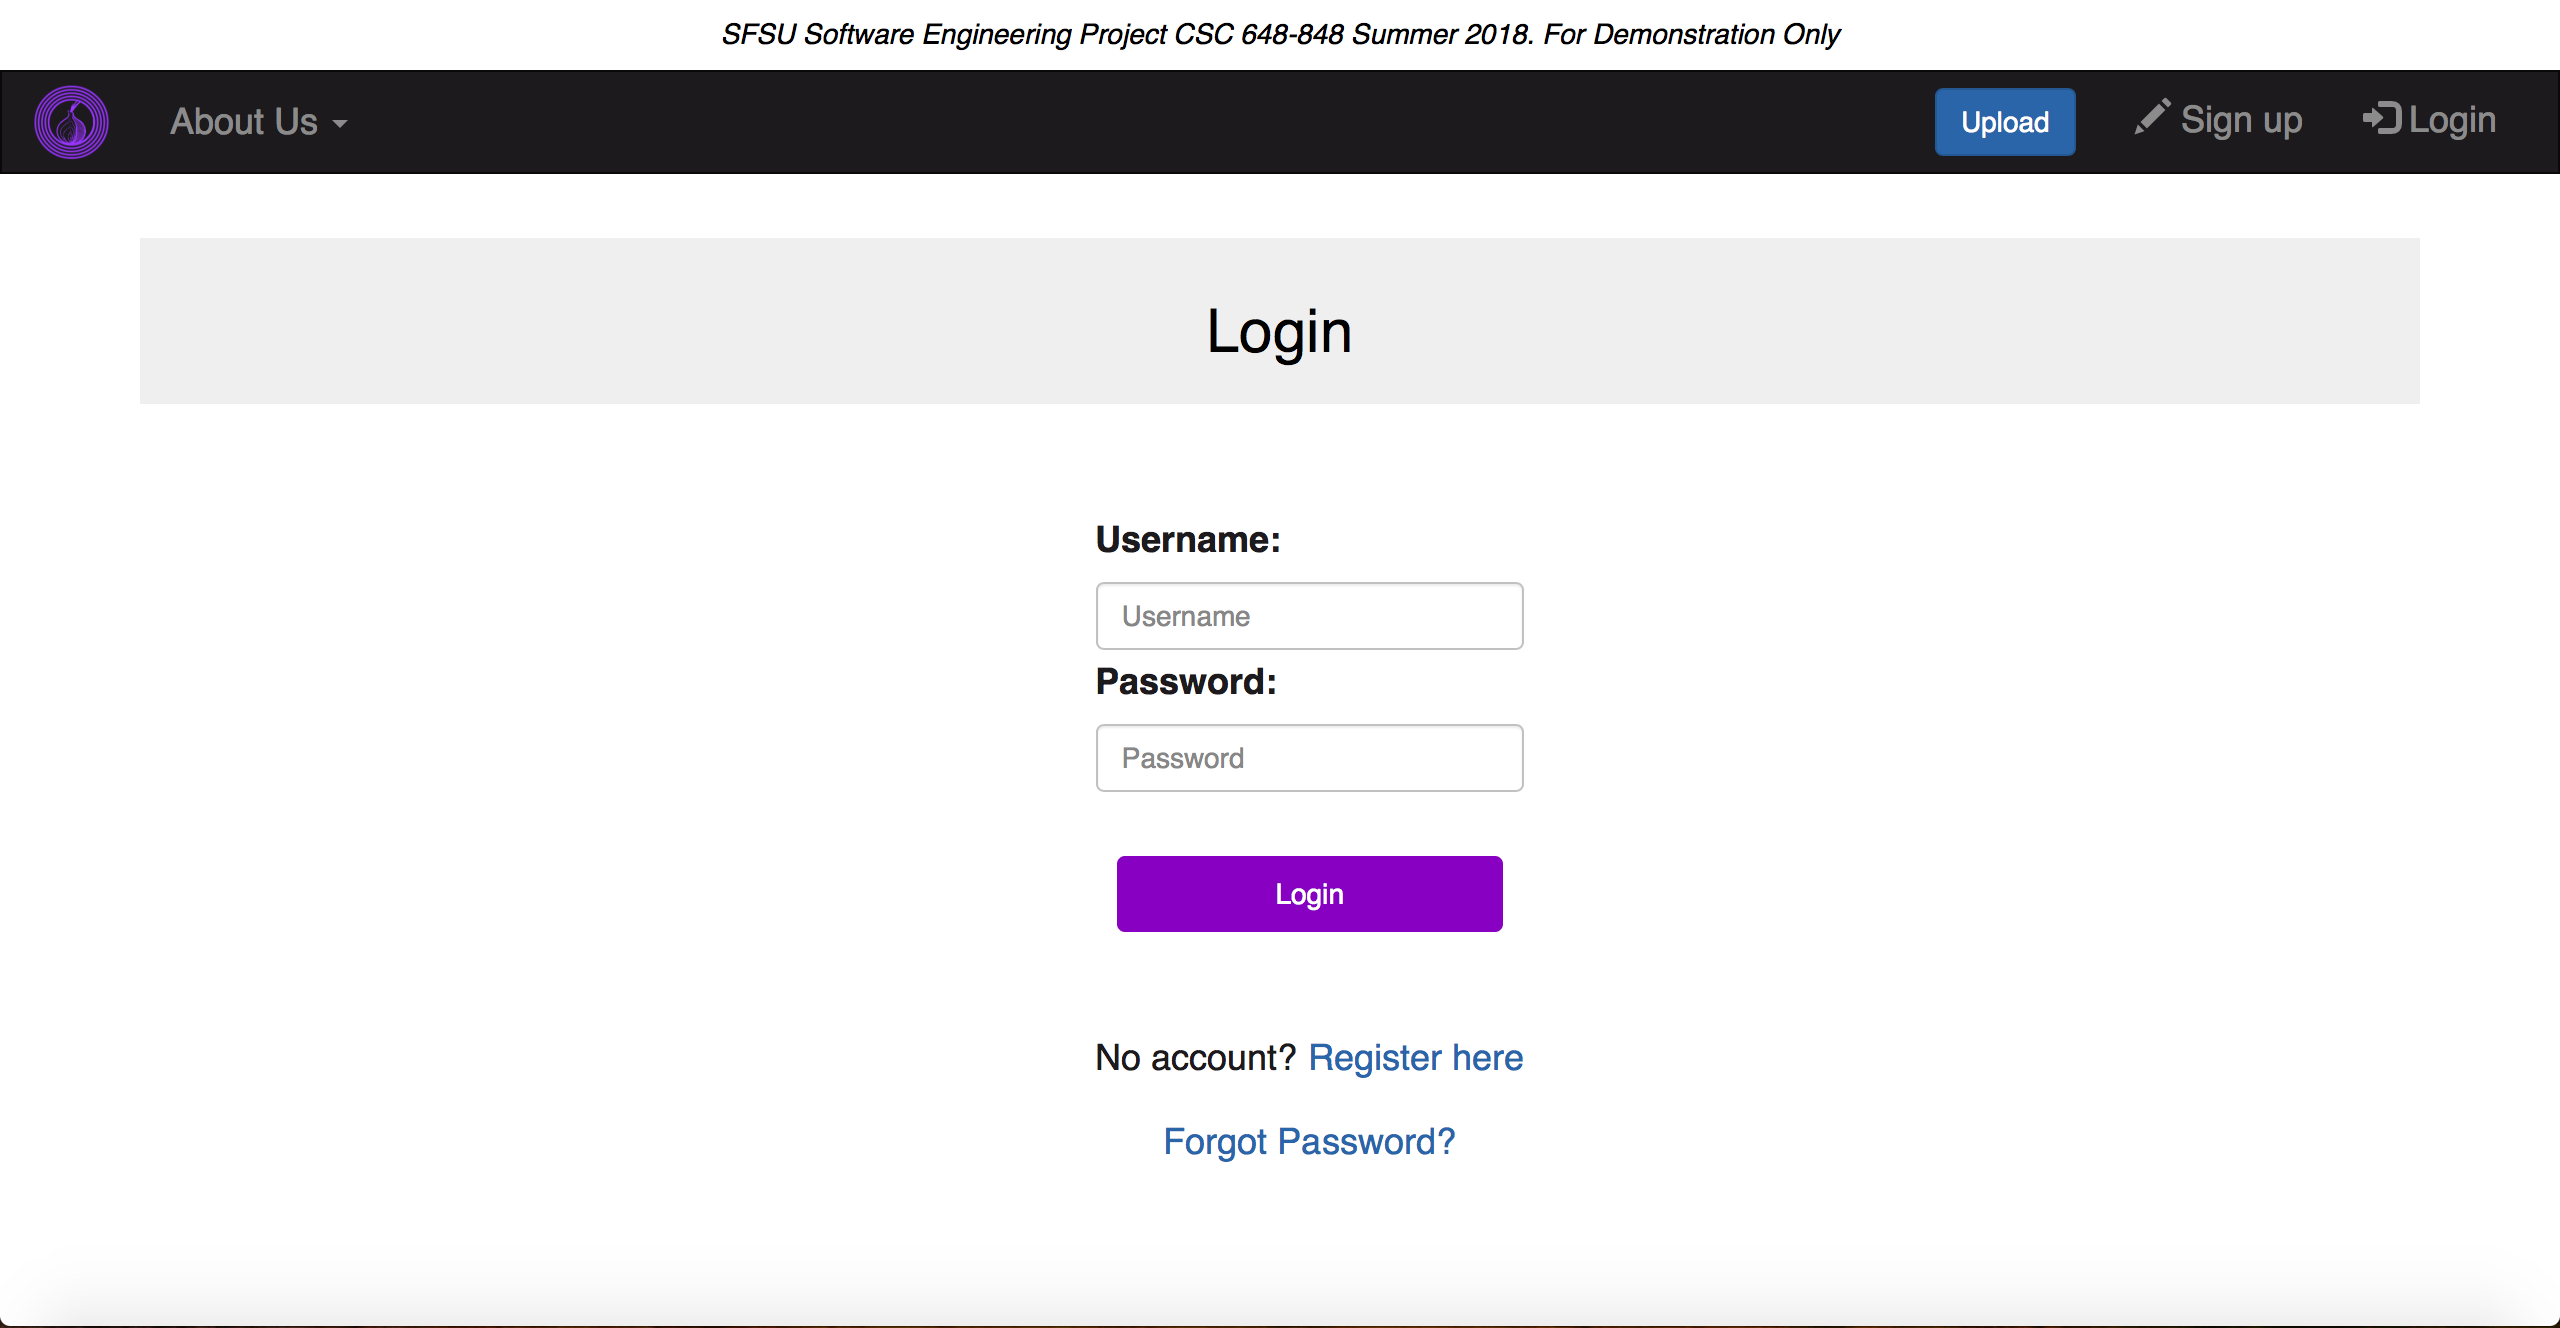 SFSU Software Engineering Project CSC 648-848 Summer 2018. For Demonstration Only
About Us Upload Sign up Login
Login
Username:
Username
Password:
Password
Login
No account? Register here
Forgot Password?